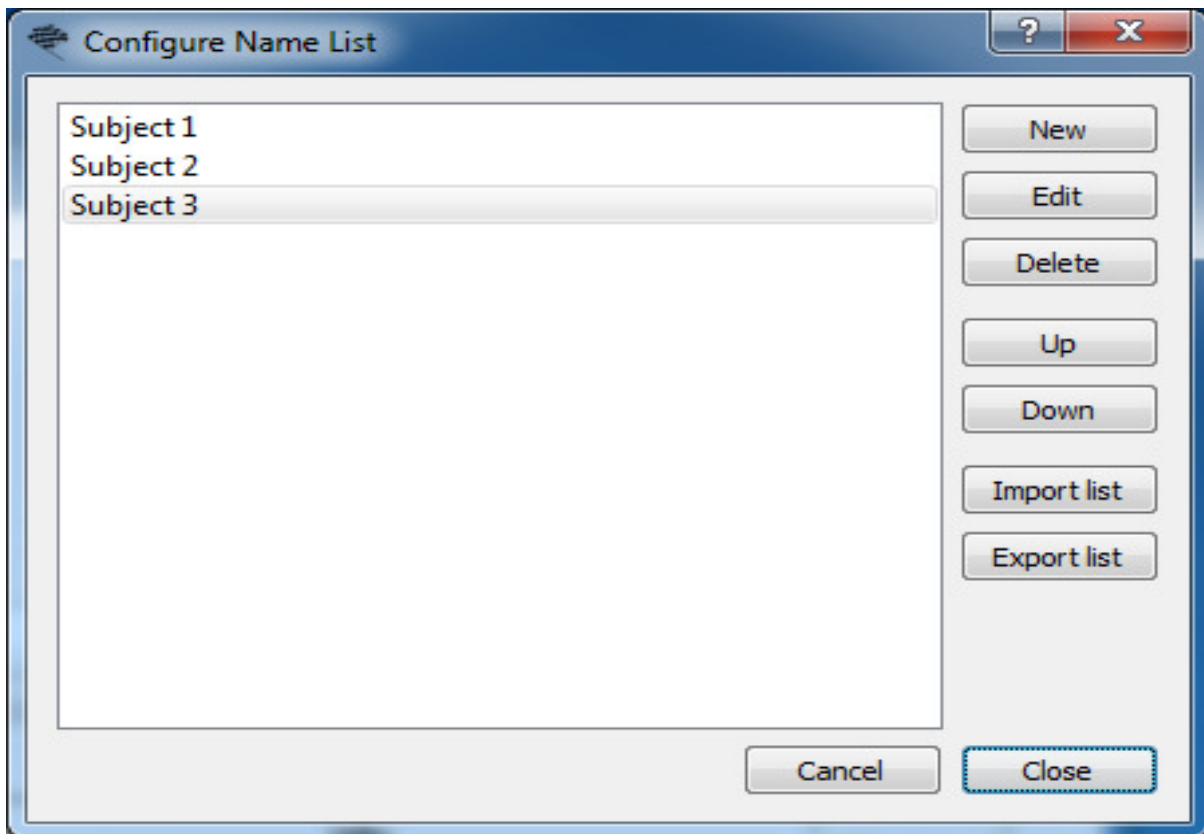 Configure Name List
Subject 1
Subject 2
Subject 3
New
Edit
Delete
Up
Down
Import list
Export list
Cancel
Close